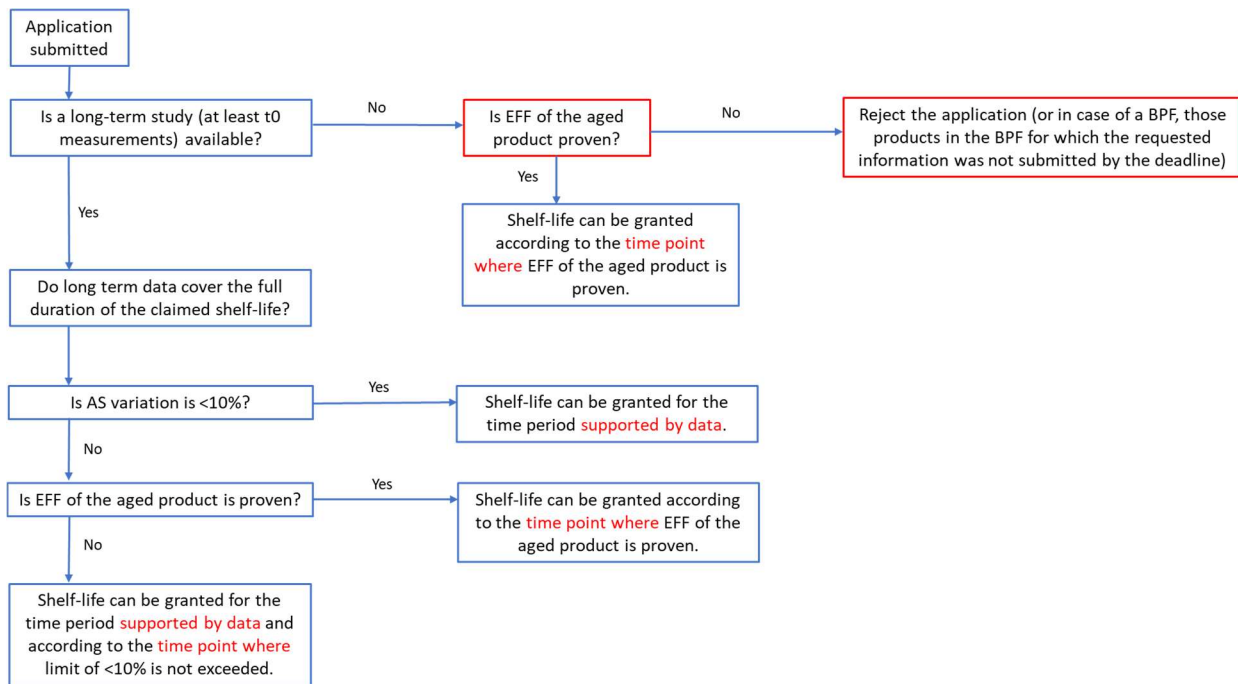 Application
submitted
Is a long-term study (at least t0
measurements) available?
No
Is EFF of the aged
product proven?
No
Reject the application (or in case of a BPF, those
products in the BPF for which the requested
information was not submitted by the deadline)
Yes
Yes
Shelf-life can be granted
according to the time point
where EFF of the aged product is
proven.
Do long term data cover the full
duration of the claimed shelf-life?
Is AS variation is <10%?
Yes
Shelf-life can be granted for the
time period supported by data.
No
Is EFF of the aged product is proven?
Yes
Shelf-life can be granted according
to the time point where EFF of the
aged product is proven.
No
Shelf-life can be granted for the
time period supported by data and
according to the time point where
limit of <10% is not exceeded.